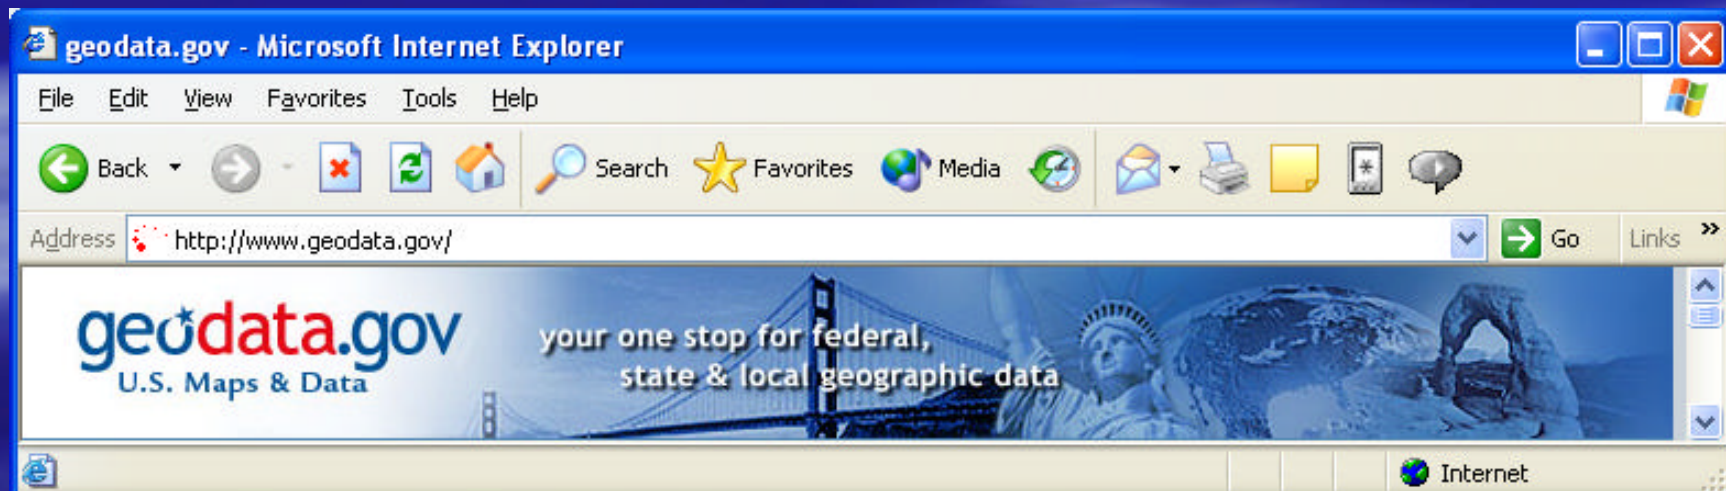 geodata.gov - Microsoft Internet Explorer
File Edit View Favorites Tools Help
Back Search Favorites Media
Address http://www.geodata.gov/ Go Links »
geodata.gov your one stop for federal,
U.S. Maps & Data state & local geographic data
Internet